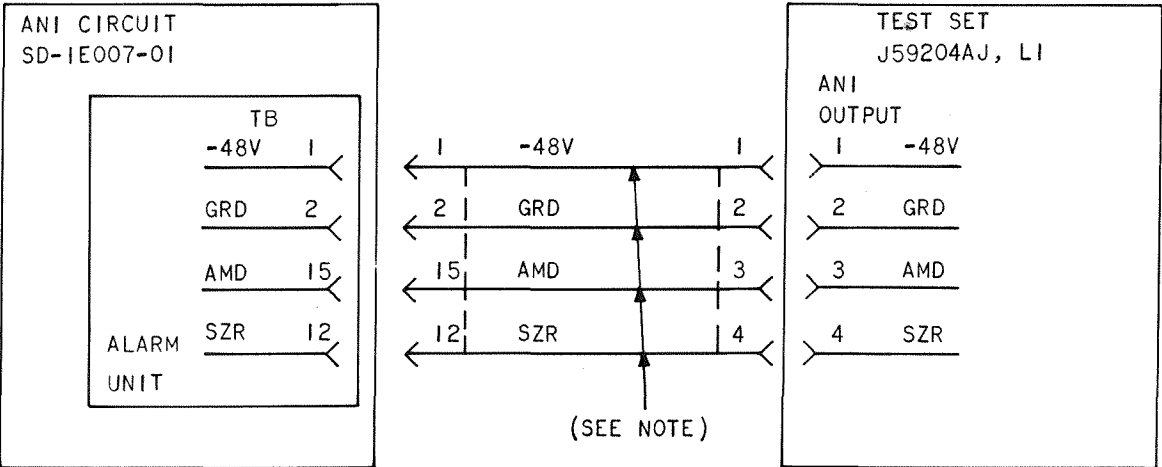 ANI CIRCUIT
SD-1E007-01
TB
-48V 1
GRD 2
AMD 15
SZR 12
ALARM
UNIT
1 -48V 1
2 GRD 2
15 AMD 3
12 SZR 4
(SEE NOTE)
TEST SET
J59204AJ, L1
ANI
OUTPUT
1 -48V
2 GRD
3 AMD
4 SZR